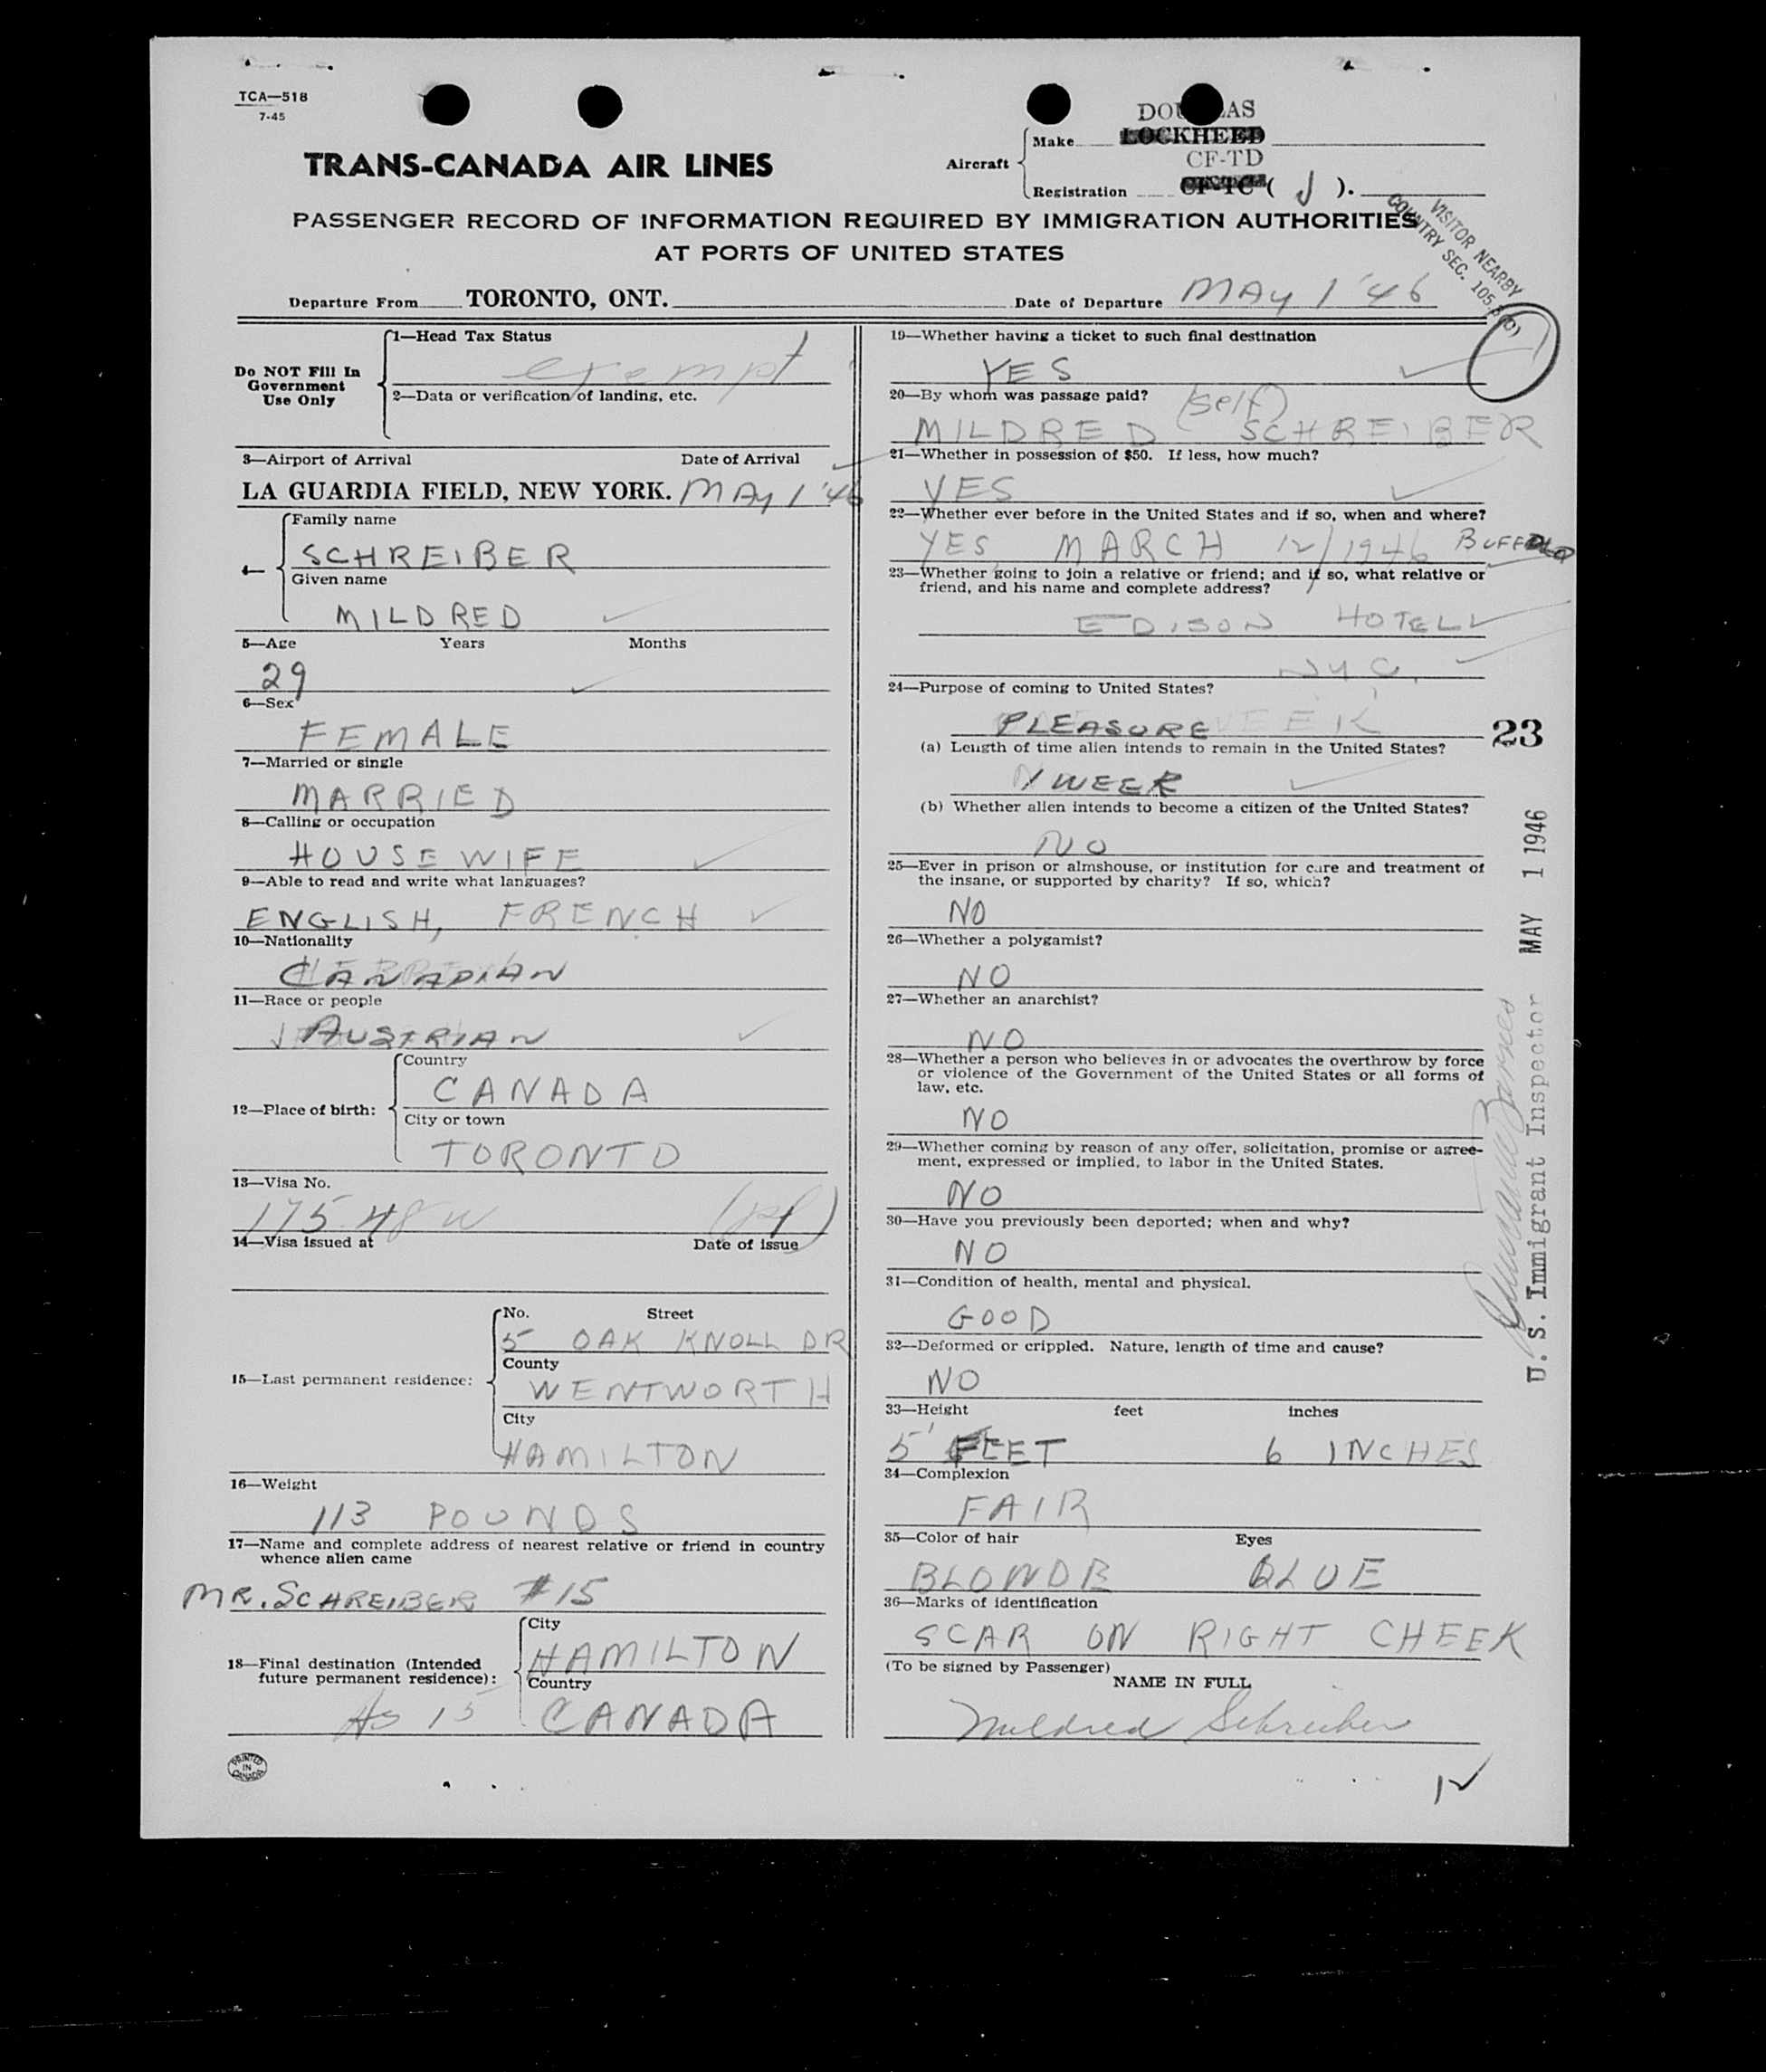 TCA—518
7-45
TRANS-CANADA AIR LINES
Aircraft
Make
DOUGLAS
LOCKHEED
CF-TD
Registration CF-TC ( J ).
PASSENGER RECORD OF INFORMATION REQUIRED BY IMMIGRATION AUTHORITIES
AT PORTS OF UNITED STATES
VISITOR NEARBY
COUNTRY SEC. 105.
Departure From TORONTO, ONT.
Date of Departure MAY 1 '46
Do NOT Fill In
Government
Use Only
1—Head Tax Status
exempt
2—Data or verification of landing, etc.
3—Airport of Arrival Date of Arrival
LA GUARDIA FIELD, NEW YORK. MAY 1 '46
4—
Family name
SCHREIBER
Given name
MILDRED
5—Age Years Months
29
6—Sex
FEMALE
7—Married or single
MARRIED
8—Calling or occupation
HOUSEWIFE
9—Able to read and write what languages?
ENGLISH, FRENCH
10—Nationality
CANADIAN
11—Race or people
AUSTRIAN
12—Place of birth:
Country
CANADA
City or town
TORONTO
13—Visa No.
175 48
14—Visa issued at Date of issue
15—Last permanent residence:
No. Street
5 OAK KNOLL DR
County
WENTWORTH
City
HAMILTON
16—Weight
113 POUNDS
17—Name and complete address of nearest relative or friend in country
whence alien came
MR. SCHREIBER #15
18—Final destination (Intended
future permanent residence):
City
HAMILTON
Country
As 15 CANADA
PRINTED
IN
CANADA
19—Whether having a ticket to such final destination
YES
20—By whom was passage paid?
(self)
MILDRED SCHREIBER
21—Whether in possession of $50. If less, how much?
YES
22—Whether ever before in the United States and if so, when and where?
YES MARCH 12/1946 BUFFALO
23—Whether going to join a relative or friend; and if so, what relative or
friend, and his name and complete address?
EDISON HOTEL
NYC.
24—Purpose of coming to United States?
PLEASURE WEEK
(a) Length of time alien intends to remain in the United States?
1 WEEK
(b) Whether alien intends to become a citizen of the United States?
NO
25—Ever in prison or almshouse, or institution for care and treatment of
the insane, or supported by charity? If so, which?
NO
26—Whether a polygamist?
NO
27—Whether an anarchist?
NO
28—Whether a person who believes in or advocates the overthrow by force
or violence of the Government of the United States or all forms of
law, etc.
NO
29—Whether coming by reason of any offer, solicitation, promise or agree-
ment, expressed or implied, to labor in the United States.
NO
30—Have you previously been deported; when and why?
NO
31—Condition of health, mental and physical.
GOOD
32—Deformed or crippled. Nature, length of time and cause?
NO
33—Height feet inches
5' FEET 6 INCHES
34—Complexion
FAIR
35—Color of hair Eyes
BLONDE BLUE
36—Marks of identification
SCAR ON RIGHT CHEEK
(To be signed by Passenger)
NAME IN FULL
Mildred Schreiber
23
MAY 1 1946
U. S. Immigrant Inspector